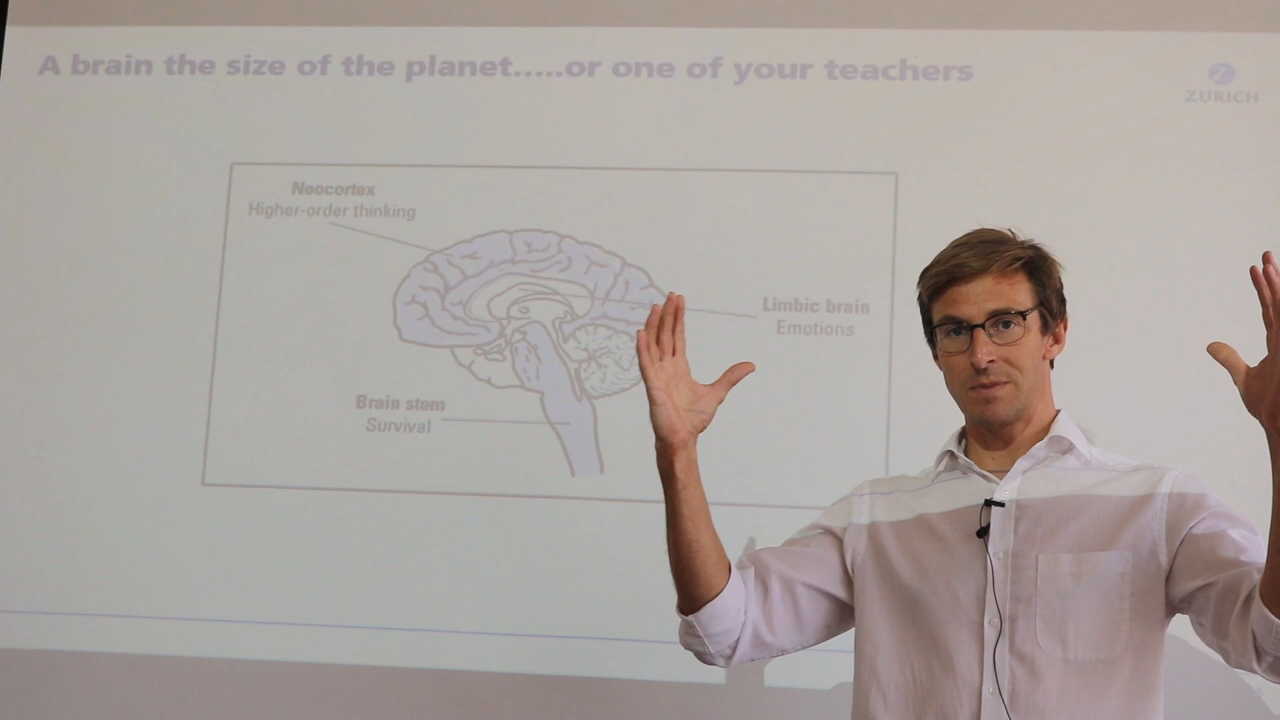 A brain the size of the planet.....or one of your teachers
ZURICH
Neocortex
Higher-order thinking
Limbic brain
Emotions
Brain stem
Survival